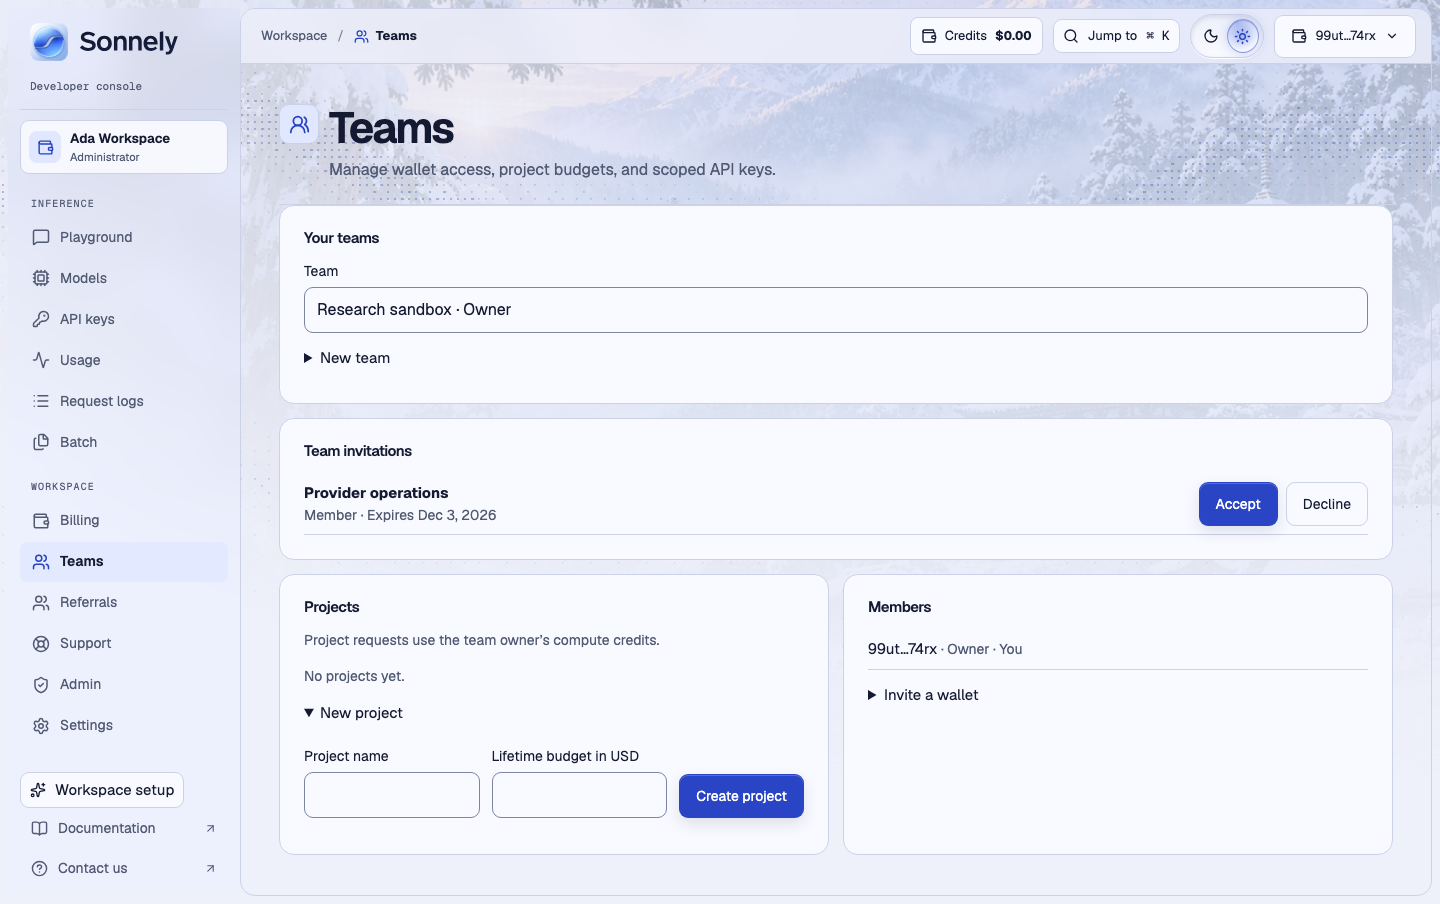 Sonnely
Developer console
Ada Workspace
Administrator
INFERENCE
Playground
Models
API keys
Usage
Request logs
Batch
WORKSPACE
Billing
Teams
Referrals
Support
Admin
Settings
Workspace setup
Documentation
Contact us
Workspace / Teams
Credits $0.00
Jump to ⌘ K
99ut...74rx
Teams
Manage wallet access, project budgets, and scoped API keys.
Your teams
Team
Research sandbox · Owner
New team
Team invitations
Provider operations
Member · Expires Dec 3, 2026
Accept
Decline
Projects
Project requests use the team owner’s compute credits.
No projects yet.
New project
Project name
Lifetime budget in USD
Create project
Members
99ut...74rx · Owner · You
Invite a wallet